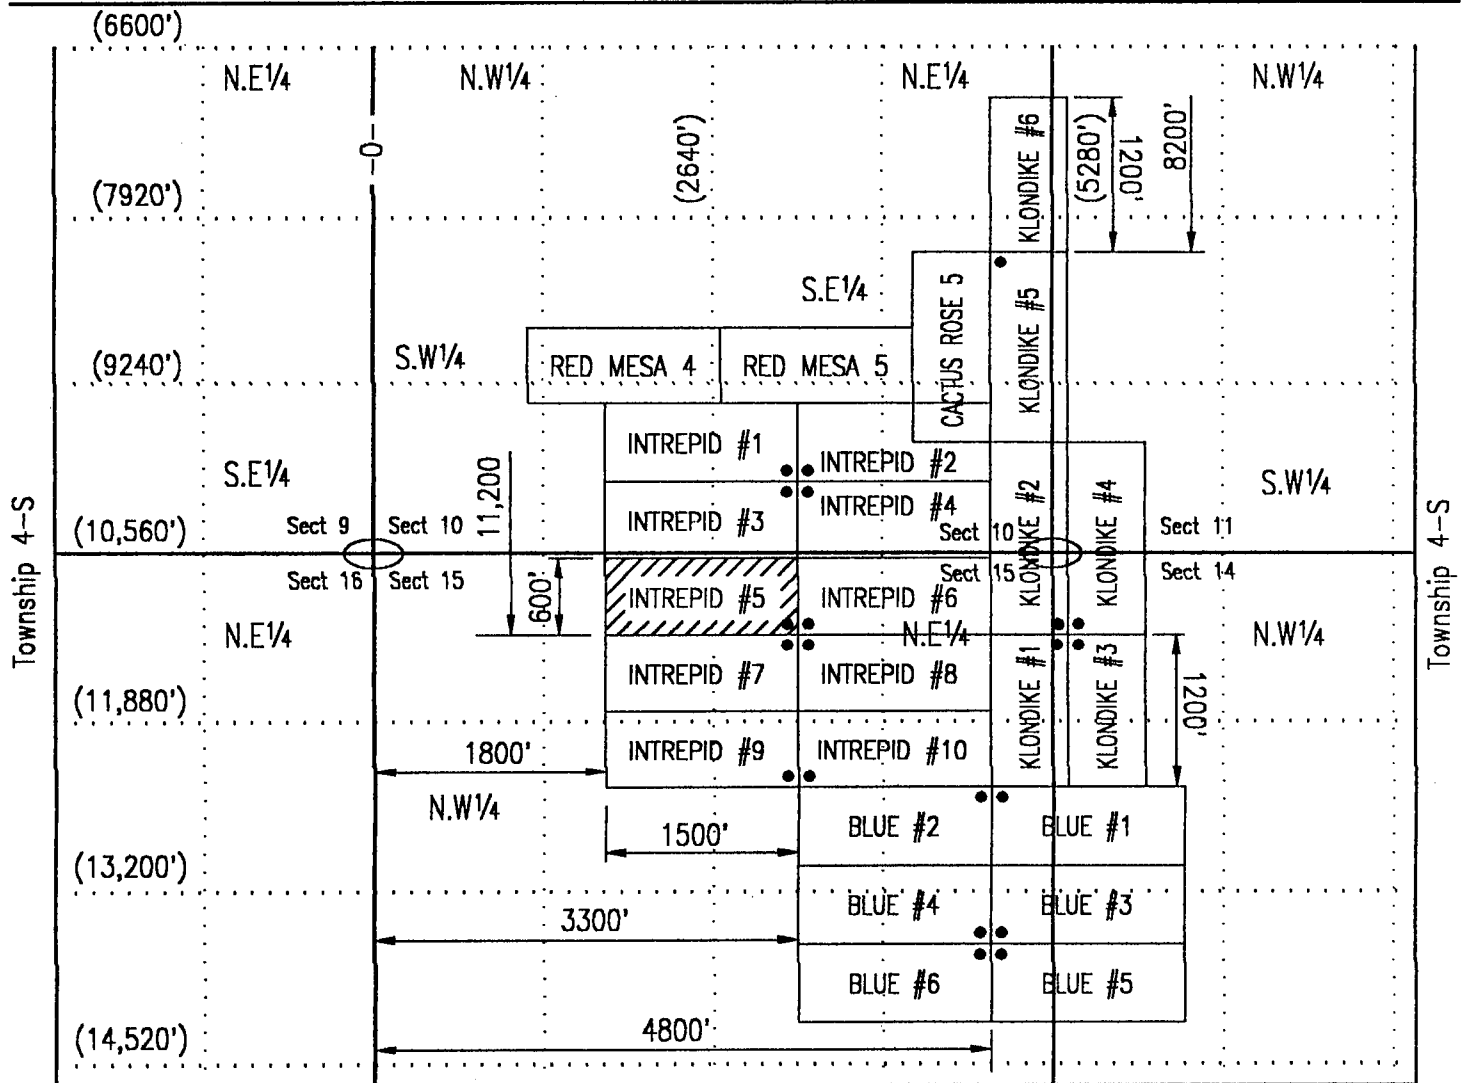 (6600')
N.E¼
N.W¼
N.E¼
N.W¼
-0-
(2640')
KLONDIKE #6
(5280')
1200'
8200'
(7920')
S.E¼
CACTUS ROSE 5
KLONDIKE #5
(9240')
S.W¼
RED MESA 4
RED MESA 5
INTREPID #1
INTREPID #2
S.E¼
11,200
INTREPID #3
INTREPID #4
KLONDIKE #2
KLONDIKE #4
S.W¼
Township 4-S
(10,560')
Sect 9
Sect 10
Sect 10
Sect 11
Township 4-S
Sect 16
Sect 15
Sect 15
Sect 14
600'
INTREPID #5
INTREPID #6
N.E¼
N.E¼
N.W¼
(11,880')
INTREPID #7
INTREPID #8
KLONDIKE #1
KLONDIKE #3
1200'
1800'
INTREPID #9
INTREPID #10
N.W¼
1500'
BLUE #2
BLUE #1
(13,200')
3300'
BLUE #4
BLUE #3
BLUE #6
BLUE #5
(14,520')
4800'